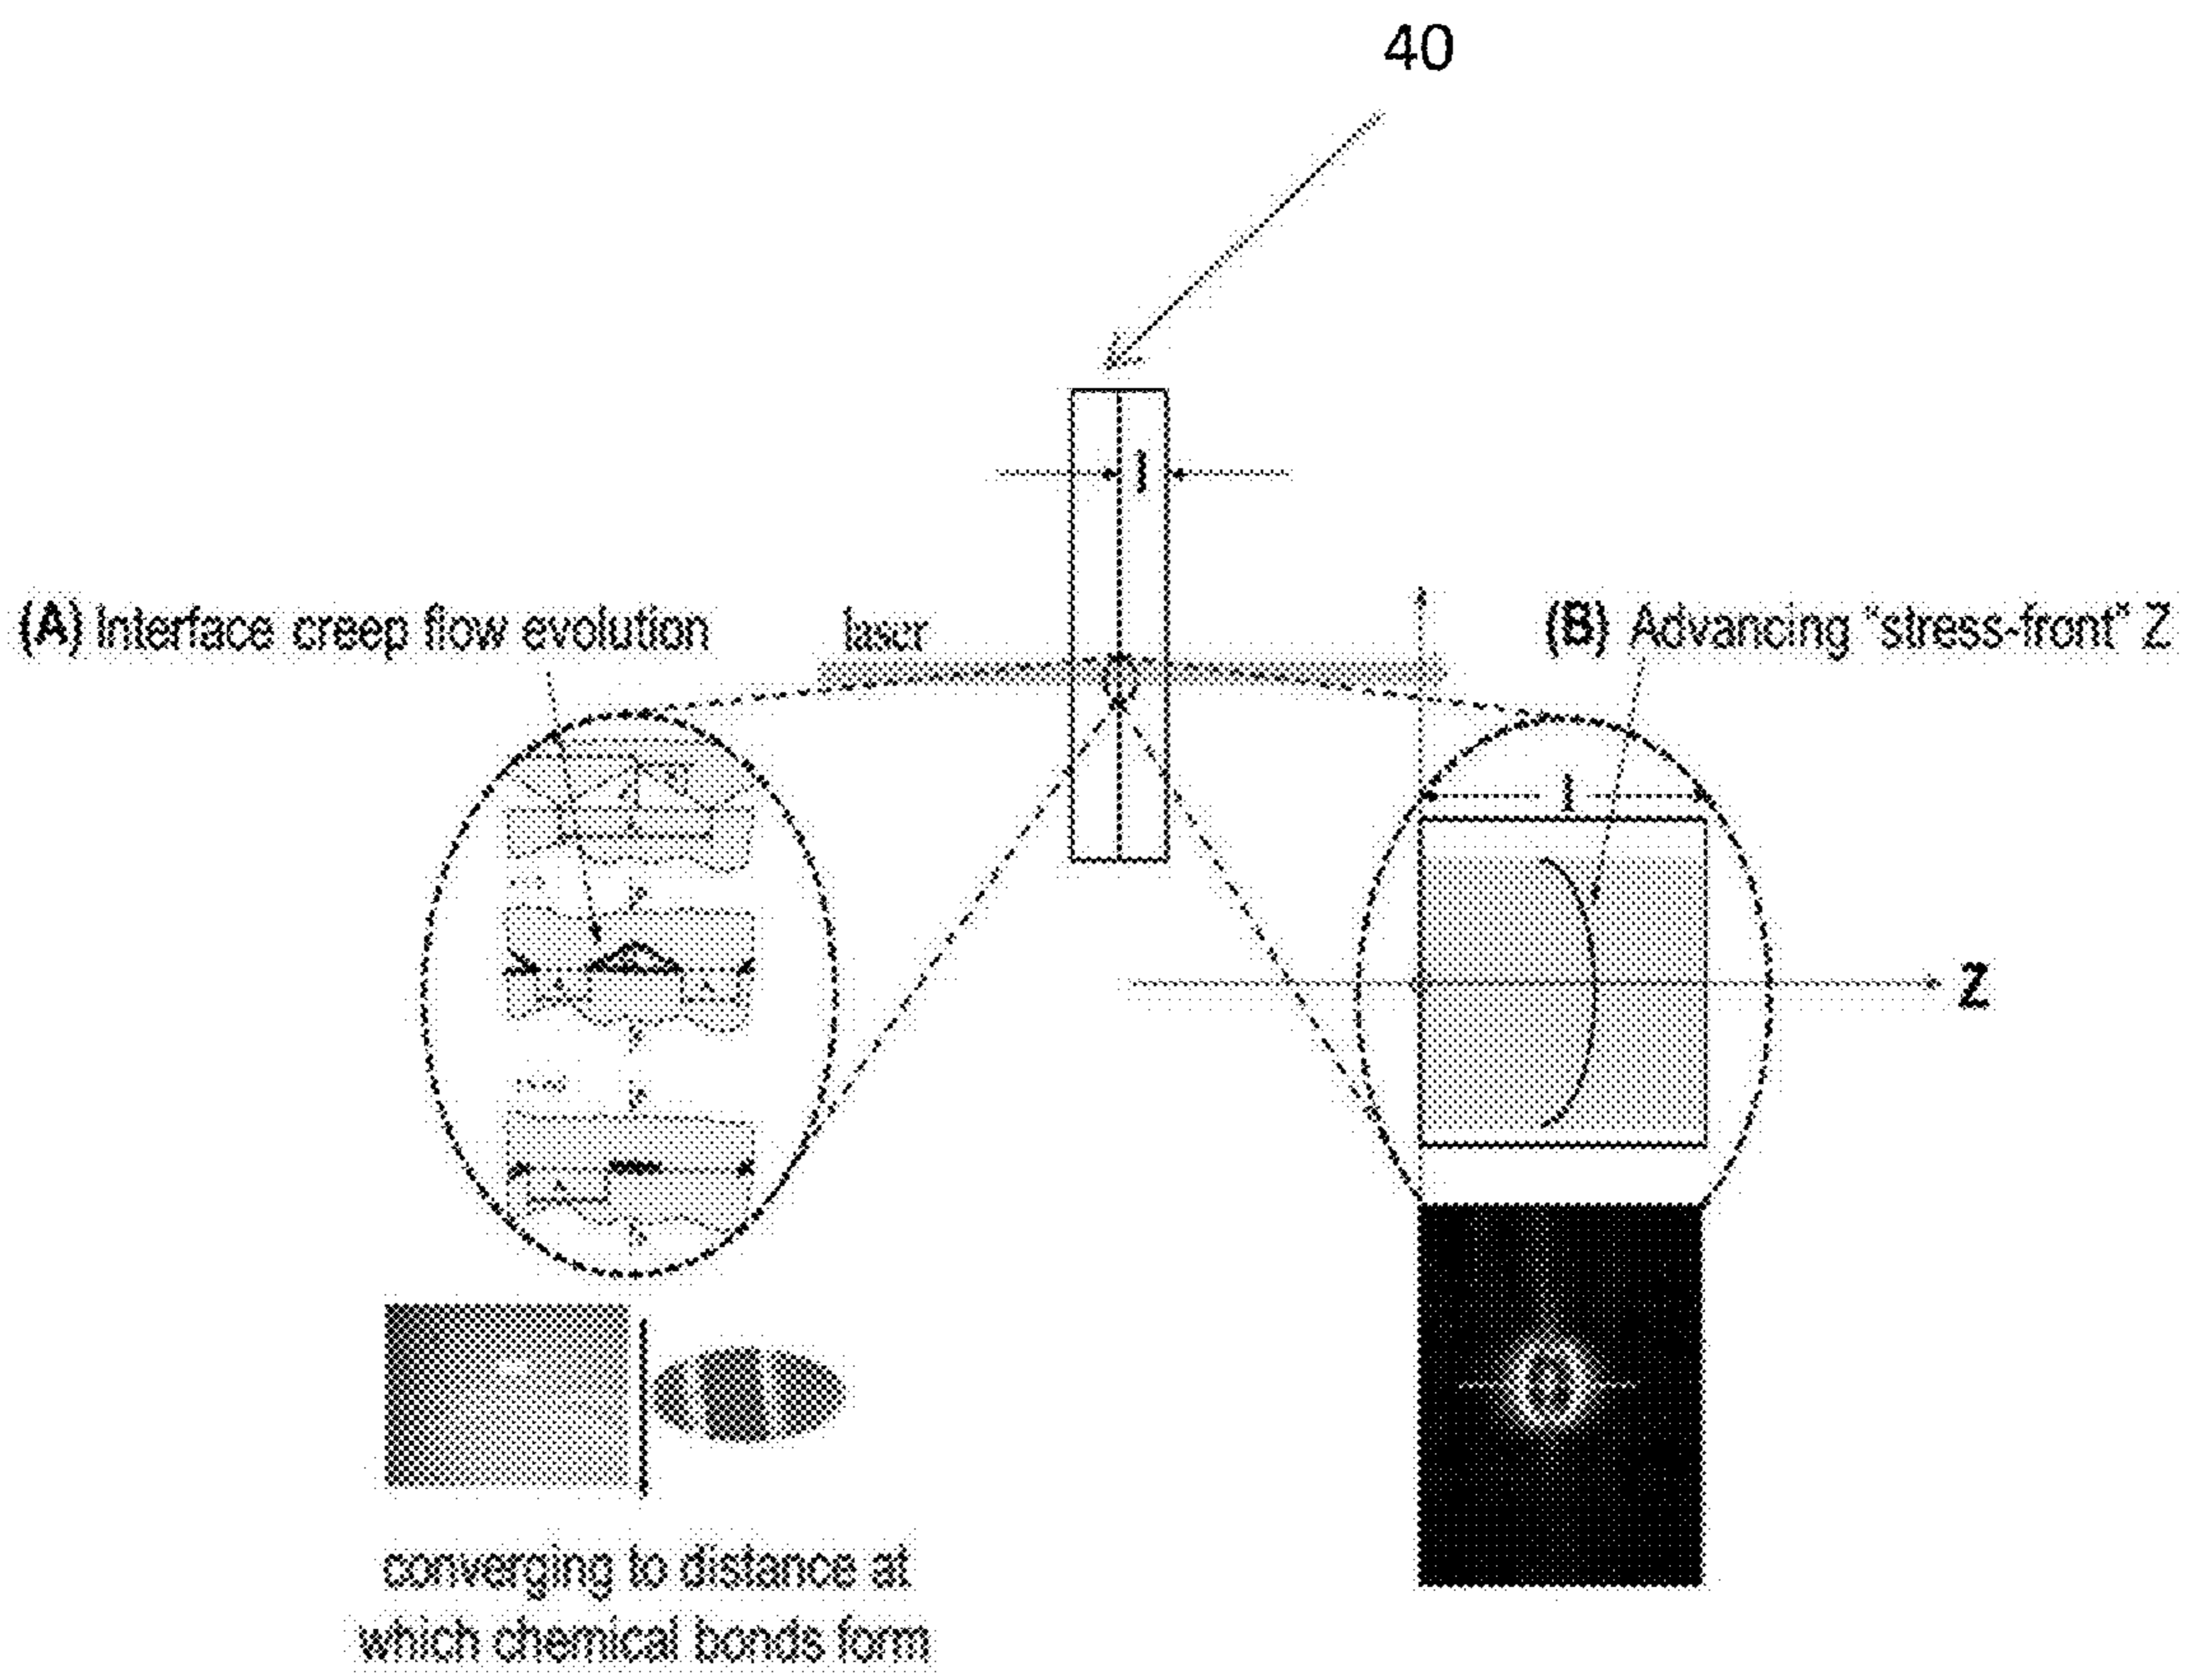 40
l
(A) Interface creep flow evolution
laser
(B) Advancing "stress-front" Z
l
Z
converging to distance at
which chemical bonds form